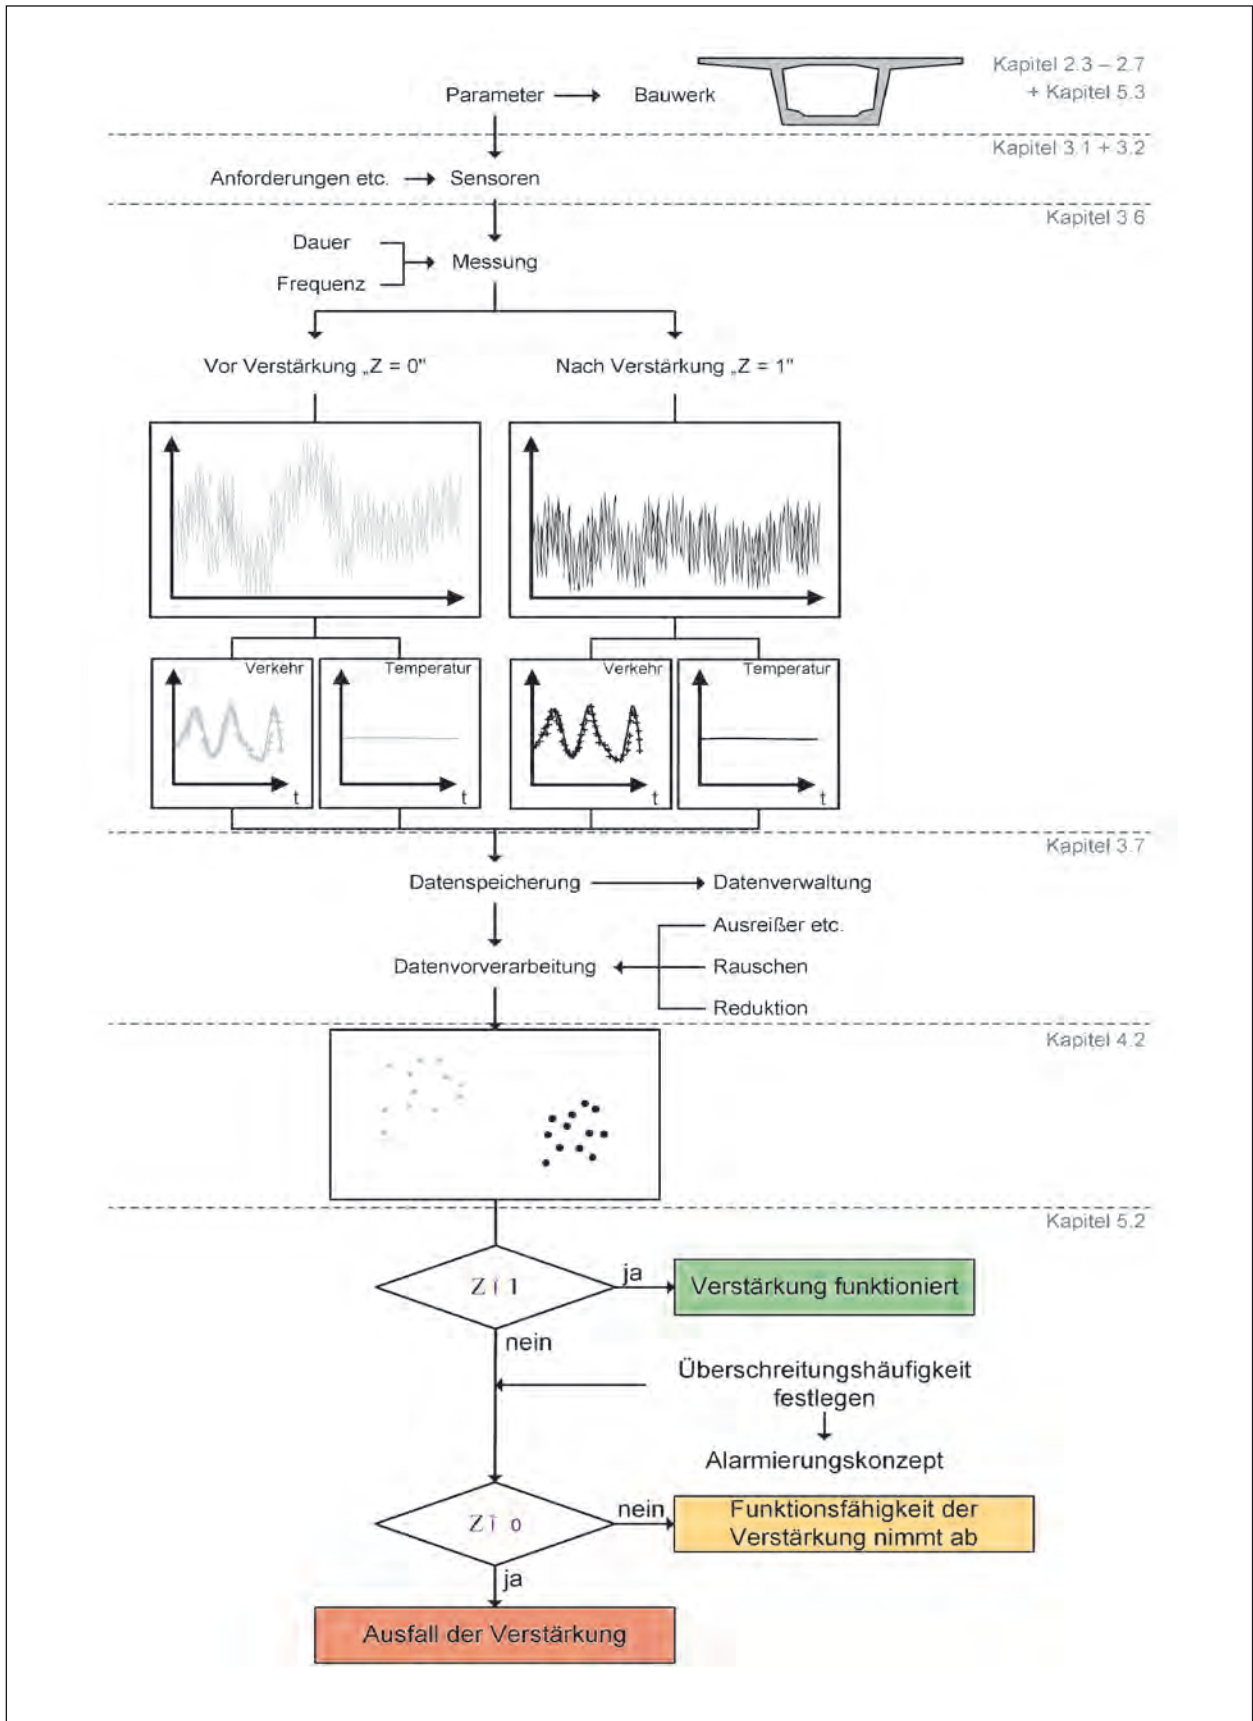 Kapitel 2.3 – 2.7
+ Kapitel 5.3
Parameter
Bauwerk
Kapitel 3.1 + 3.2
Anforderungen etc.
Sensoren
Kapitel 3.6
Dauer
Messung
Frequenz
Vor Verstärkung „Z = 0"
Nach Verstärkung „Z = 1"
Verkehr
t
Temperatur
t
Verkehr
t
Temperatur
t
Kapitel 3.7
Datenspeicherung
Datenverwaltung
Ausreißer etc.
Datenvorverarbeitung
Rauschen
Reduktion
Kapitel 4.2
Kapitel 5.2
Z 1
ja
Verstärkung funktioniert
nein
Überschreitungshäufigkeit
festlegen
Alarmierungskonzept
Z 0
nein
Funktionsfähigkeit der
Verstärkung nimmt ab
ja
Ausfall der Verstärkung